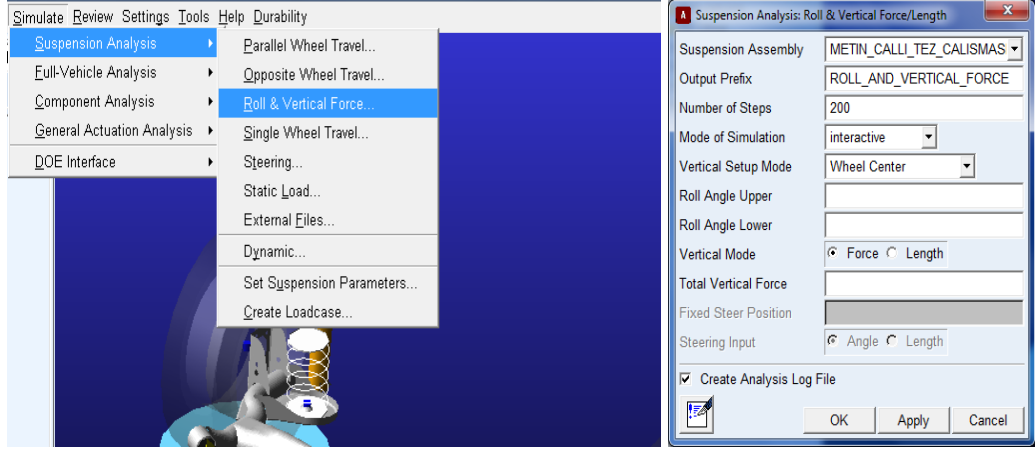 Simulate Review Settings Tools Help Durability
Suspension Analysis
Full-Vehicle Analysis
Component Analysis
General Actuation Analysis
DOE Interface
Parallel Wheel Travel...
Opposite Wheel Travel...
Roll & Vertical Force...
Single Wheel Travel...
Steering...
Static Load...
External Files...
Dynamic...
Set Suspension Parameters...
Create Loadcase...
Suspension Analysis: Roll & Vertical Force/Length
Suspension Assembly METIN_CALLI_TEZ_CALISMAS
Output Prefix ROLL_AND_VERTICAL_FORCE
Number of Steps 200
Mode of Simulation interactive
Vertical Setup Mode Wheel Center
Roll Angle Upper
Roll Angle Lower
Vertical Mode Force Length
Total Vertical Force
Fixed Steer Position
Steering Input Angle Length
Create Analysis Log File
OK Apply Cancel